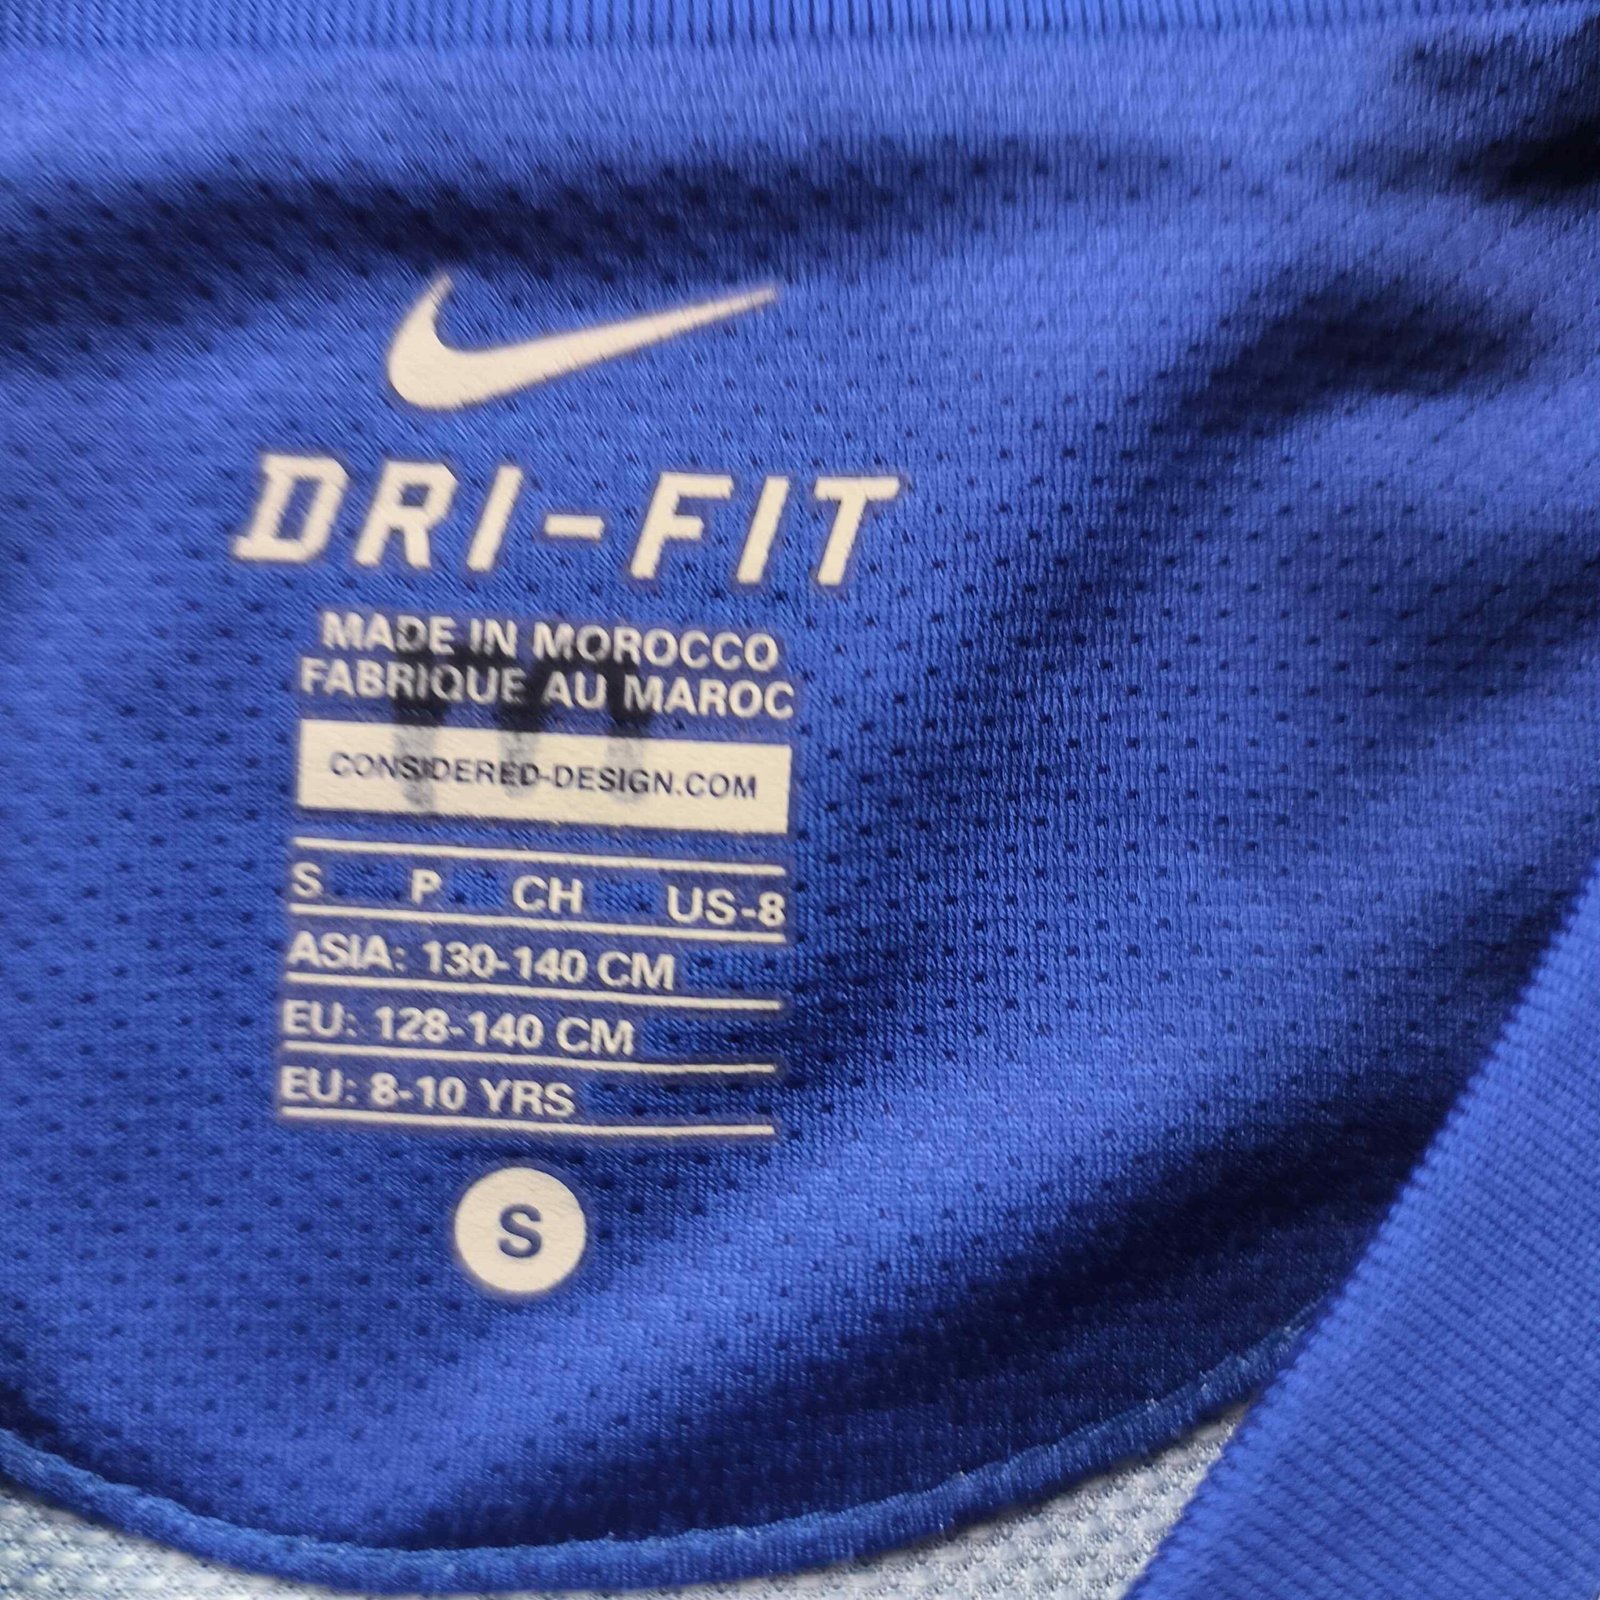 DRI-FIT
MADE IN MOROCCO
FABRIQUE AU MAROC
CONSIDERED-DESIGN.COM
S P CH US-8
ASIA: 130-140 CM
EU: 128-140 CM
EU: 8-10 YRS
S